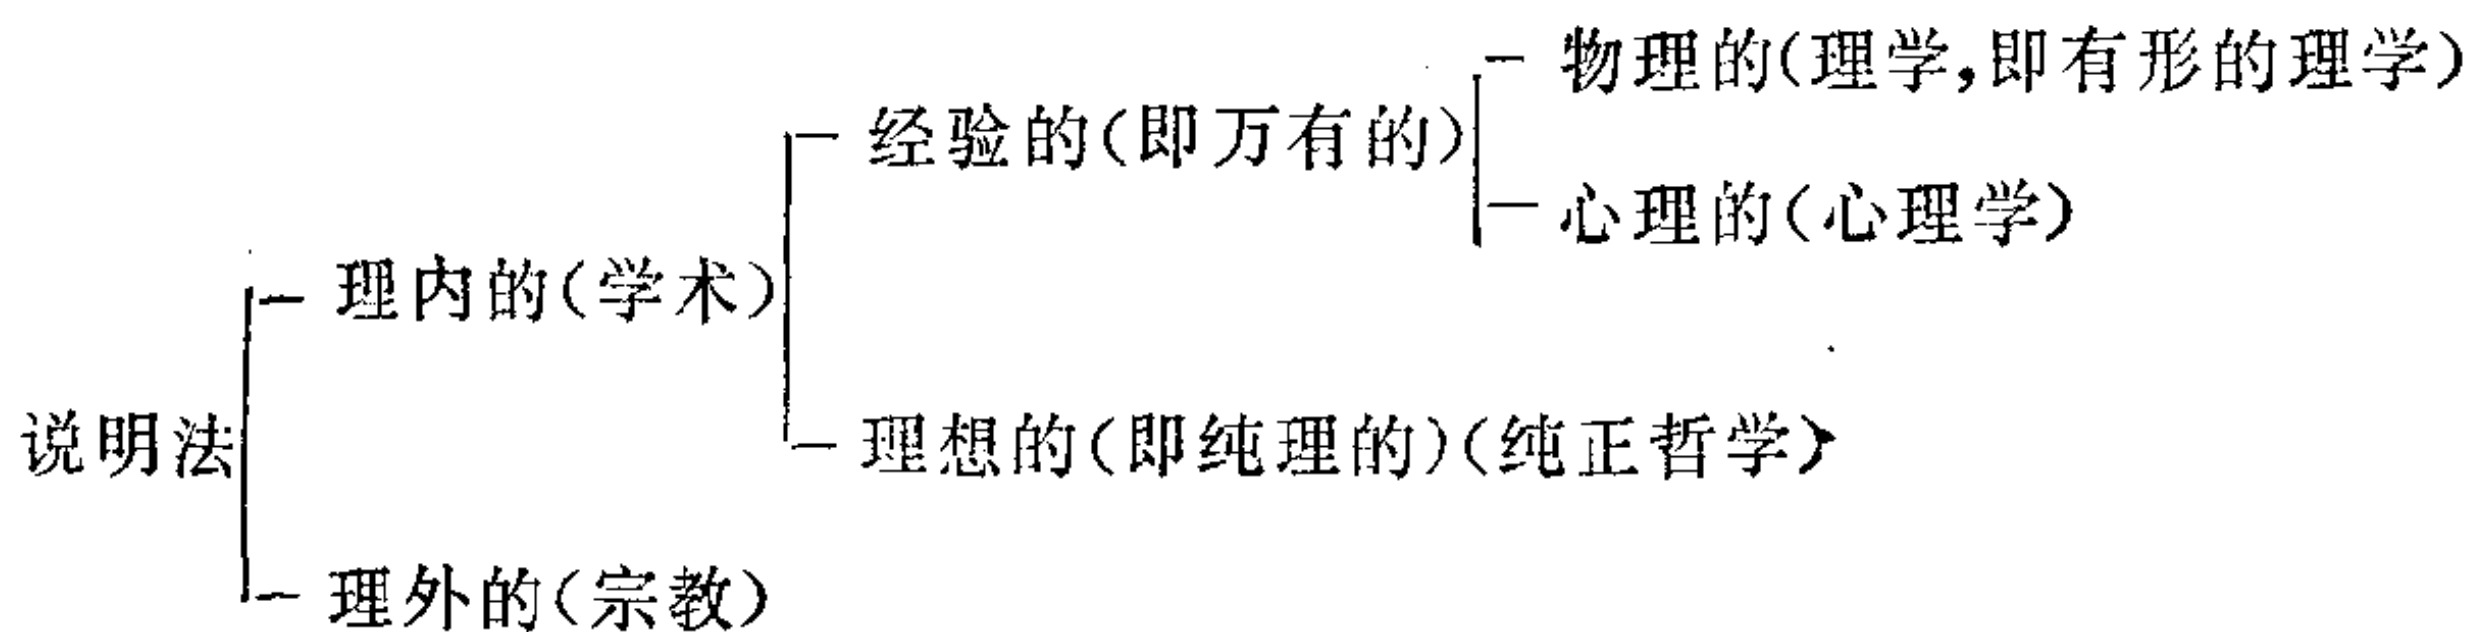 物理的(理学,即有形的理学)
经验的(即万有的)
心理的(心理学)
理内的(学术)
说明法
理想的(即纯理的)(纯正哲学)
理外的(宗教)